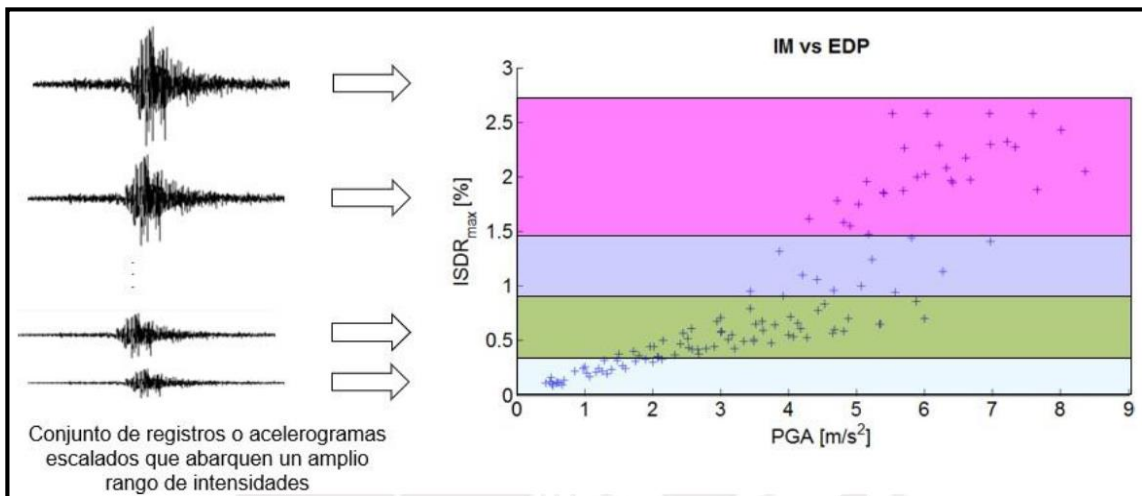 IM vs EDP
3
2.5
2
1.5
1
0.5
0
ISDRmax [%]
0 1 2 3 4 5 6 7 8 9
PGA [m/s²]
Conjunto de registros o acelerogramas
escalados que abarquen un amplio
rango de intensidades